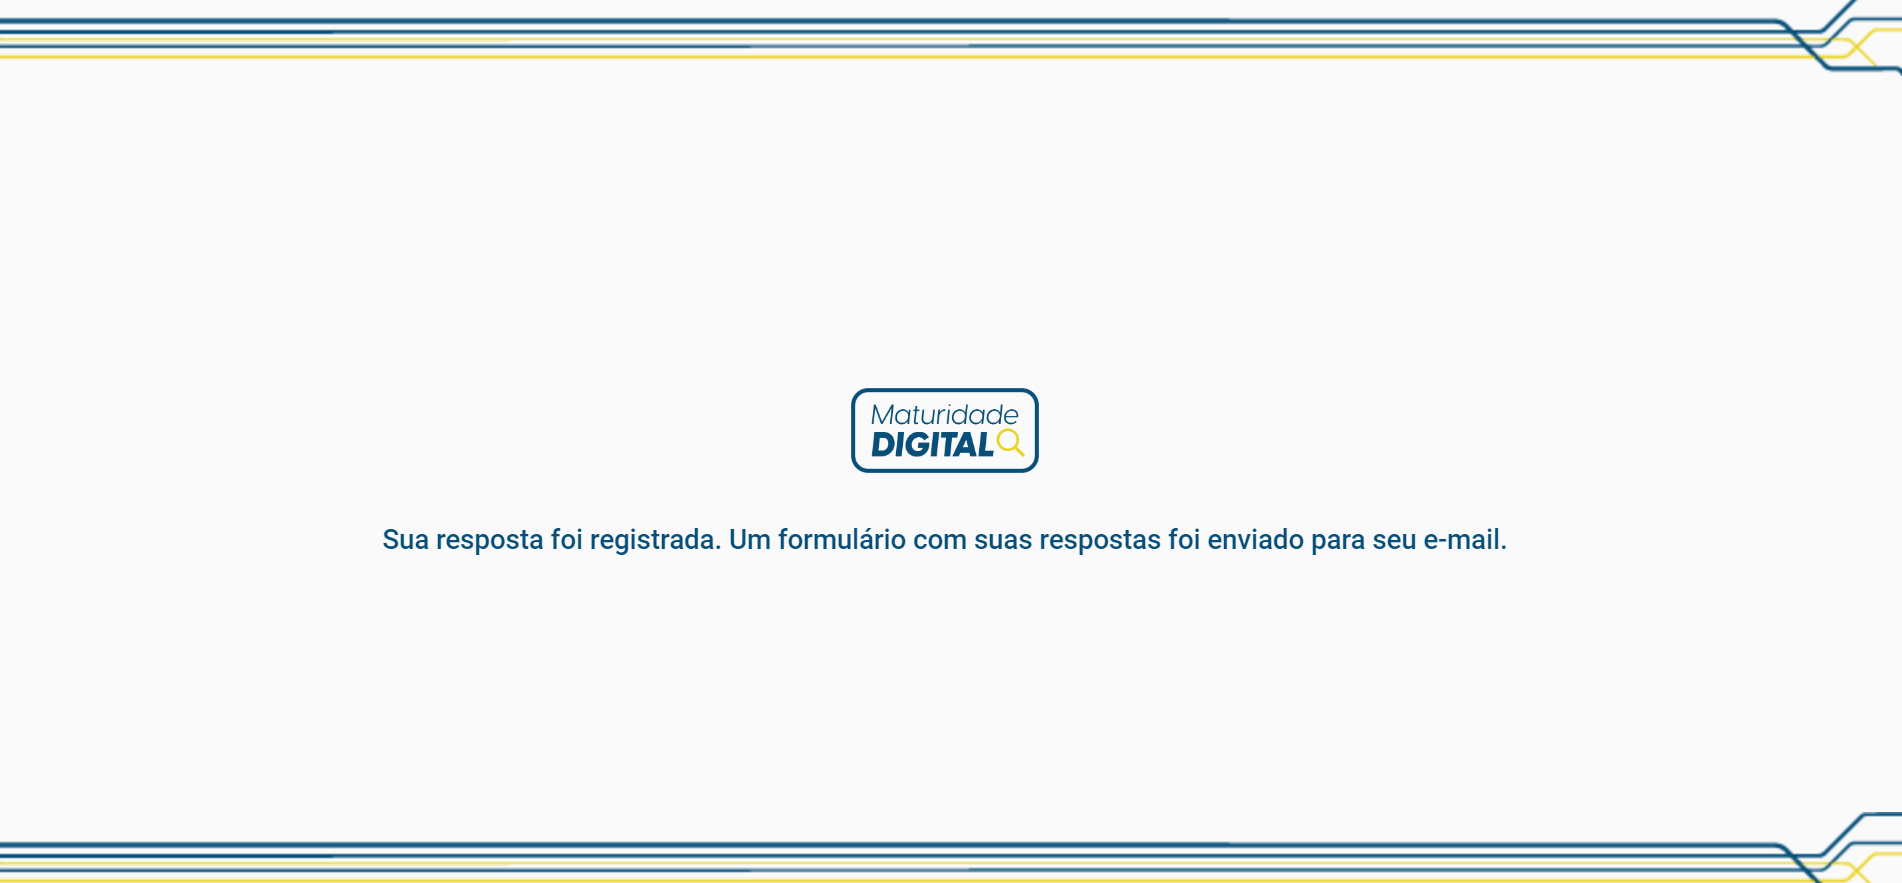 Maturidade
DIGITAL
Sua resposta foi registrada. Um formulário com suas respostas foi enviado para seu e-mail.